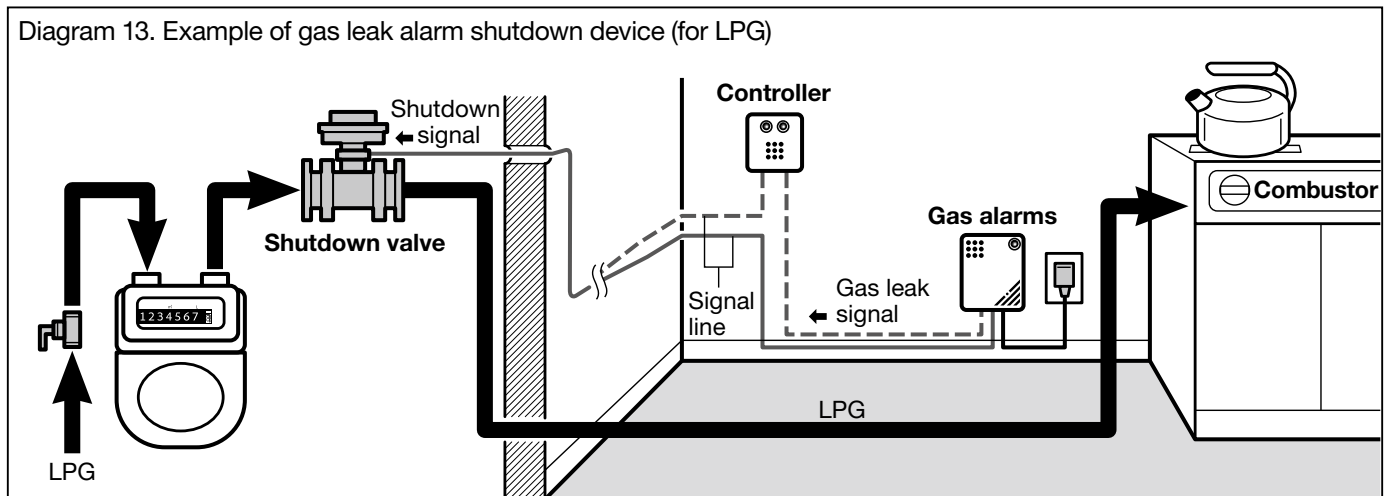 Diagram 13. Example of gas leak alarm shutdown device (for LPG)
Shutdown
signal
Controller
Shutdown valve
Combustor
Gas alarms
1234567
Signal
line
Gas leak
signal
LPG
LPG